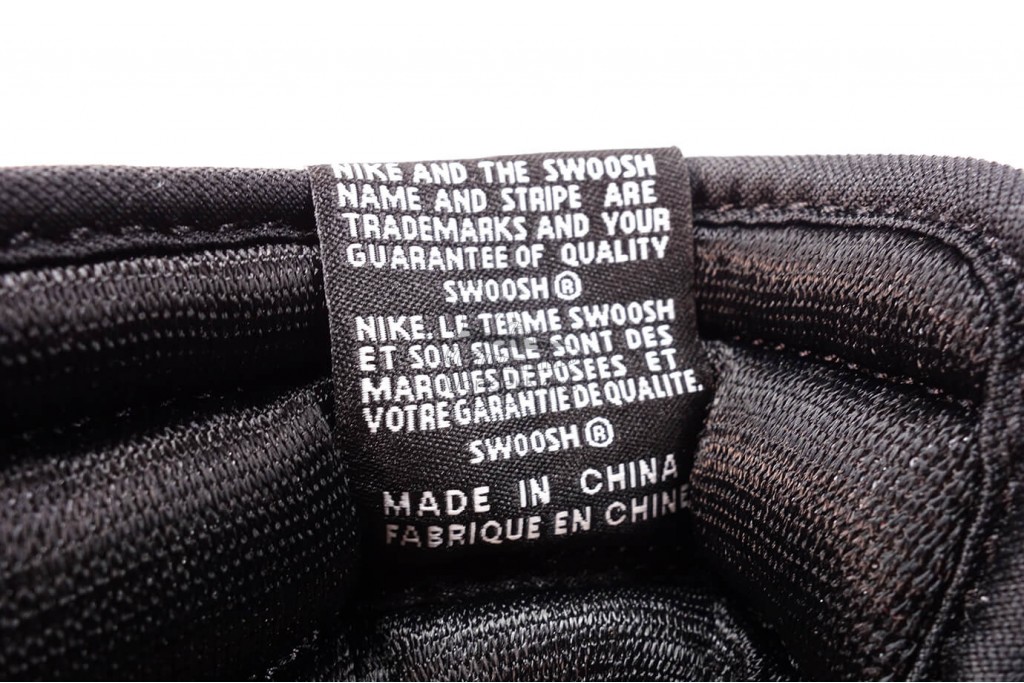 NIKE AND THE SWOOSH
NAME AND STRIPE ARE
TRADEMARKS AND YOUR
GUARANTEE OF QUALITY
SWOOSH®
NIKE. LE TERME SWOOSH
ET SON SIGLE SONT DES
MARQUES DEPOSEES ET
VOTRE GARANTIE DE QUALITE.
SWOOSH®
MADE IN CHINA
FABRIQUE EN CHINE